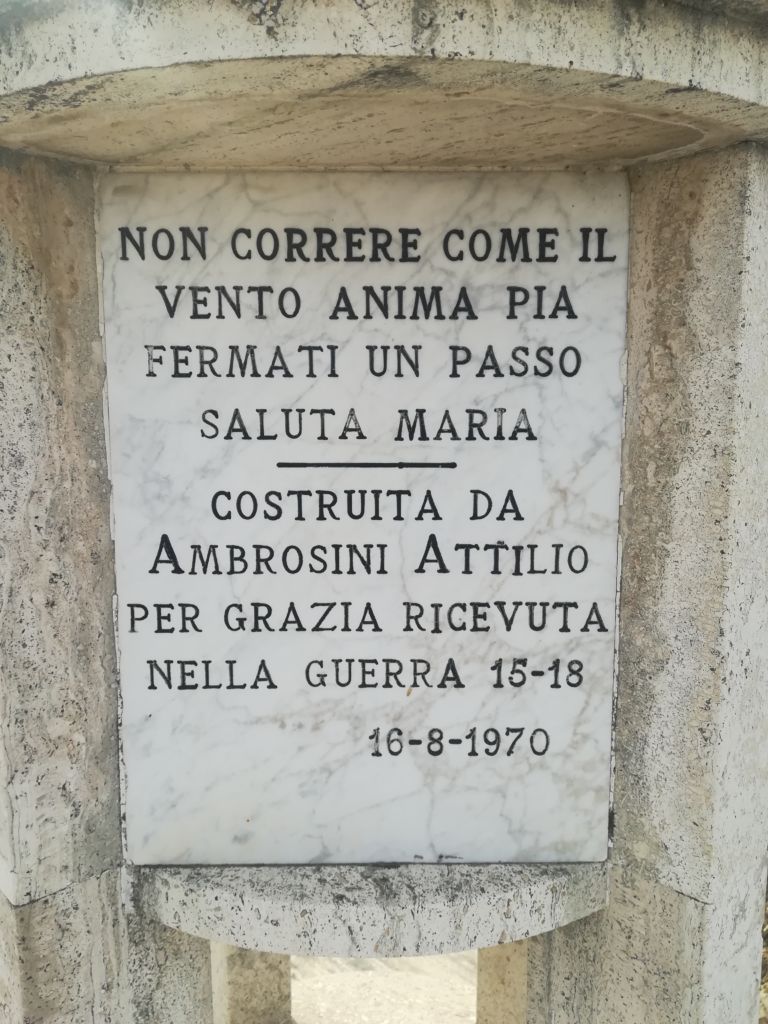 NON CORRERE COME IL
VENTO ANIMA PIA
FERMATI UN PASSO
SALUTA MARIA
COSTRUITA DA
AMBROSINI ATTILIO
PER GRAZIA RICEVUTA
NELLA GUERRA 15-18
16-8-1970